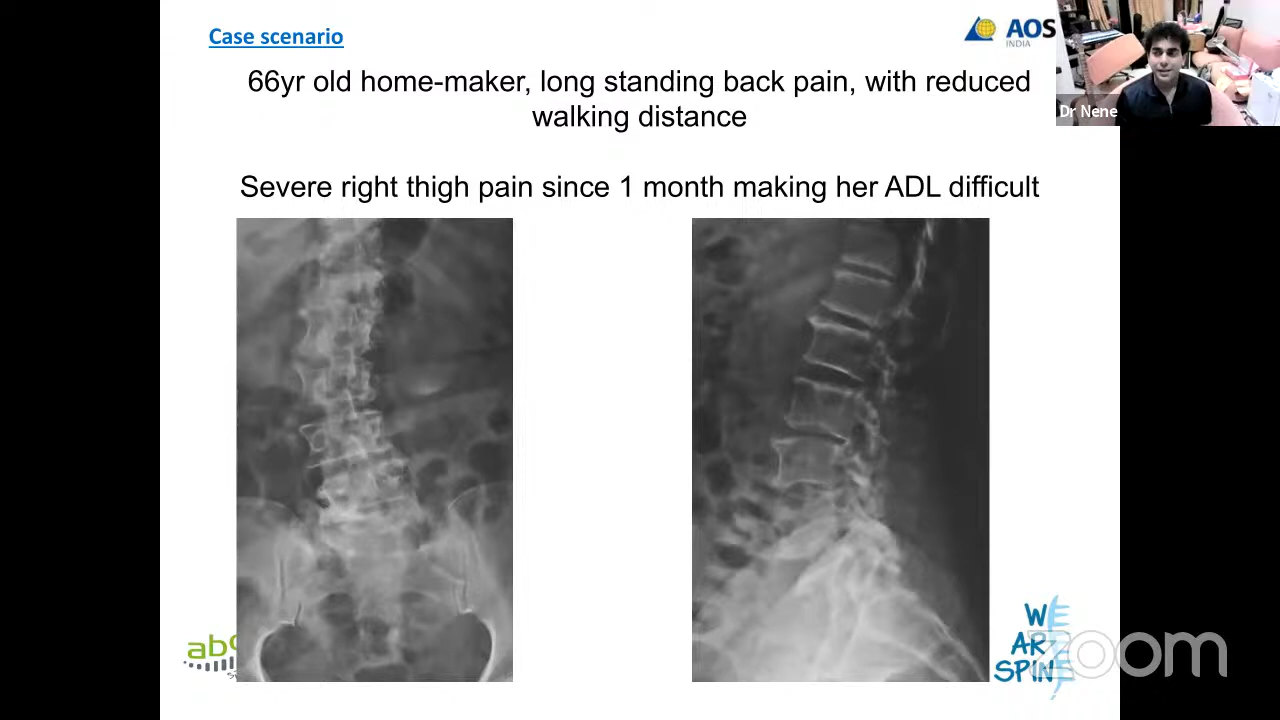 Case scenario
AOS
INDIA
66yr old home-maker, long standing back pain, with reduced
walking distance
Dr Nene
Severe right thigh pain since 1 month making her ADL difficult
WE
AR
SPIN
zoom